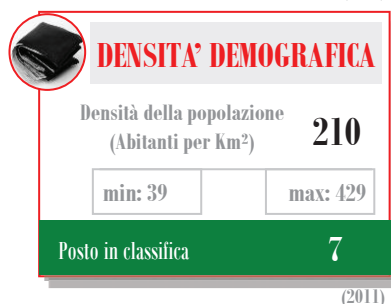 DENSITA’ DEMOGRAFICA
Densità della popolazione
(Abitanti per Km²)
210
min: 39
max: 429
Posto in classifica 7
(2011)